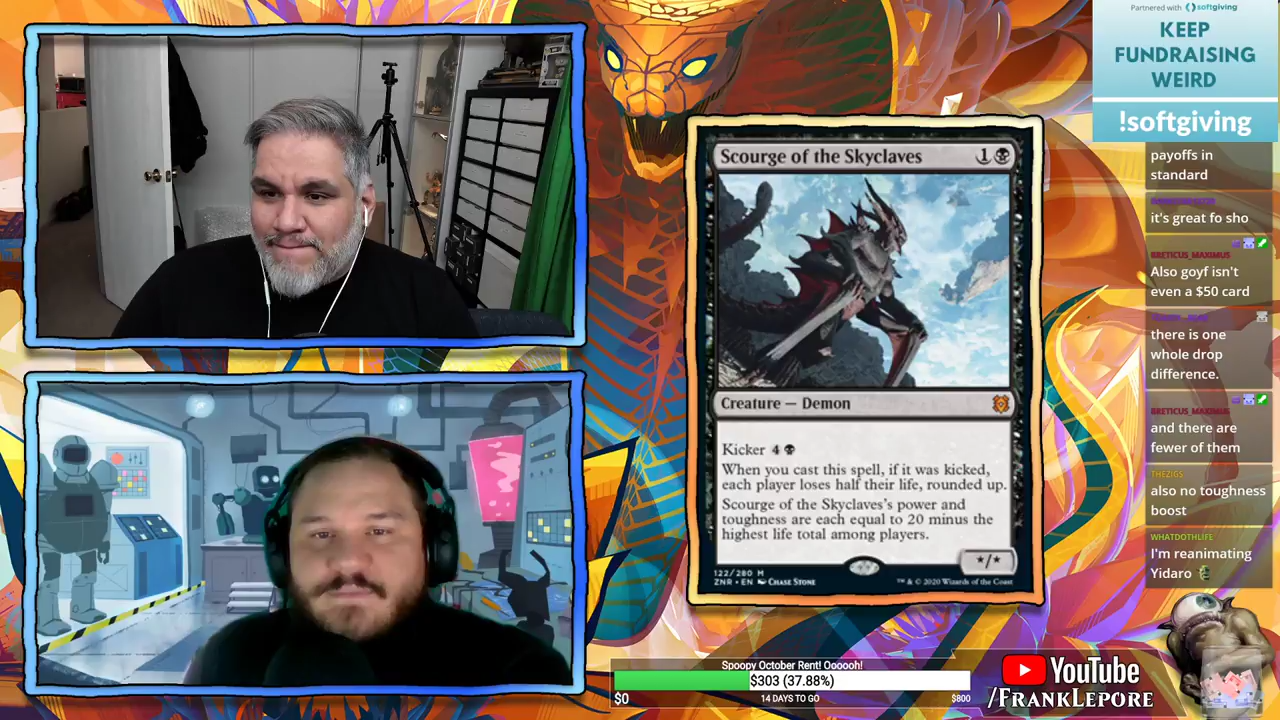 Partnered with softgiving
KEEP
FUNDRAISING
WEIRD
!softgiving
Scourge of the Skyclaves 1
Creature — Demon
Kicker 4
When you cast this spell, if it was kicked,
each player loses half their life, rounded up.
Scourge of the Skyclaves's power and
toughness are each equal to 20 minus the
highest life total among players.
*/*
122/280 M
ZNR • EN CHASE STONE
™ & © 2020 Wizards of the Coast
payoffs in
standard
it's great fo sho
BRETICUS_MAXIMUS
Also goyf isn't
even a $50 card
there is one
whole drop
difference.
BRETICUS_MAXIMUS
and there are
fewer of them
THEZIGS
also no toughness
boost
WHATDOTHLIFE
I'm reanimating
Yidaro
Spoopy October Rent! Oooooh!
$303 (37.88%)
$0
14 DAYS TO GO
$800
YouTube
/FRANKLEPORE